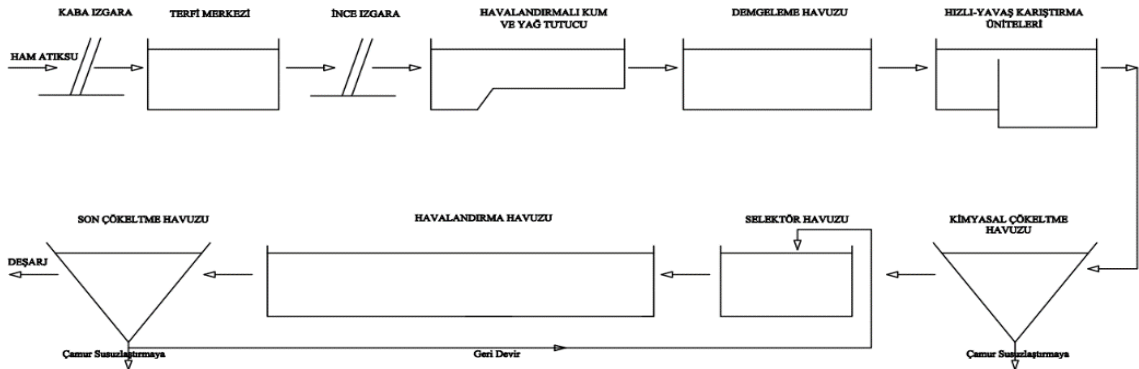 KABA IZGARA
TERFİ MERKEZİ
İNCE IZGARA
HAVALANDIRMALI KUM
VE YAĞ TUTUCU
DEMGELEME HAVUZU
HIZLI-YAVAŞ KARIŞTIRMA
ÜNİTELERİ
HAM ATIKSU
SON ÇÖKELTME HAVUZU
HAVALANDIRMA HAVUZU
SELEKTÖR HAVUZU
KİMYASAL ÇÖKELTME
HAVUZU
DEŞARJ
Çamur Susuzlaştırmaya
Geri Devir
Çamur Susuzlaştırmaya